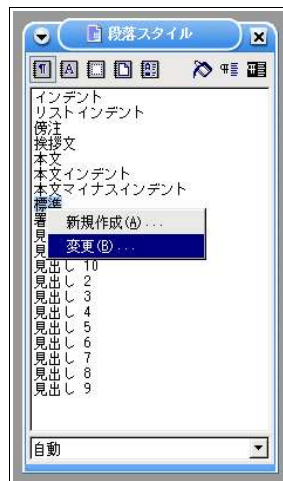 段落スタイル
インデント
リストインデント
傍注
挨拶文
本文
本文インデント
本文マイナスインデント
標準
署
新規作成(A)...
見
変更(B)...
見
見出し 10
見出し 2
見出し 3
見出し 4
見出し 5
見出し 6
見出し 7
見出し 8
見出し 9
自動